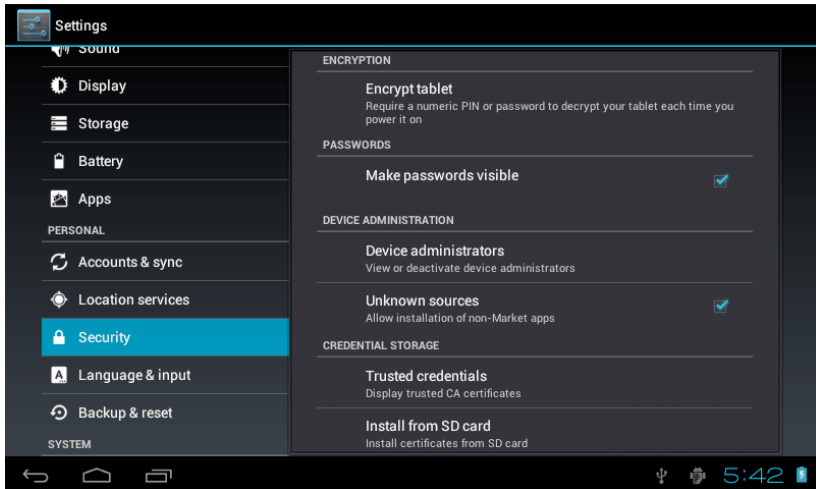 Settings
Sound
Display
Storage
Battery
Apps
PERSONAL
Accounts & sync
Location services
Security
Language & input
Backup & reset
SYSTEM
ENCRYPTION
Encrypt tablet
Require a numeric PIN or password to decrypt your tablet each time you
power it on
PASSWORDS
Make passwords visible
DEVICE ADMINISTRATION
Device administrators
View or deactivate device administrators
Unknown sources
Allow installation of non-Market apps
CREDENTIAL STORAGE
Trusted credentials
Display trusted CA certificates
Install from SD card
Install certificates from SD card
5:42